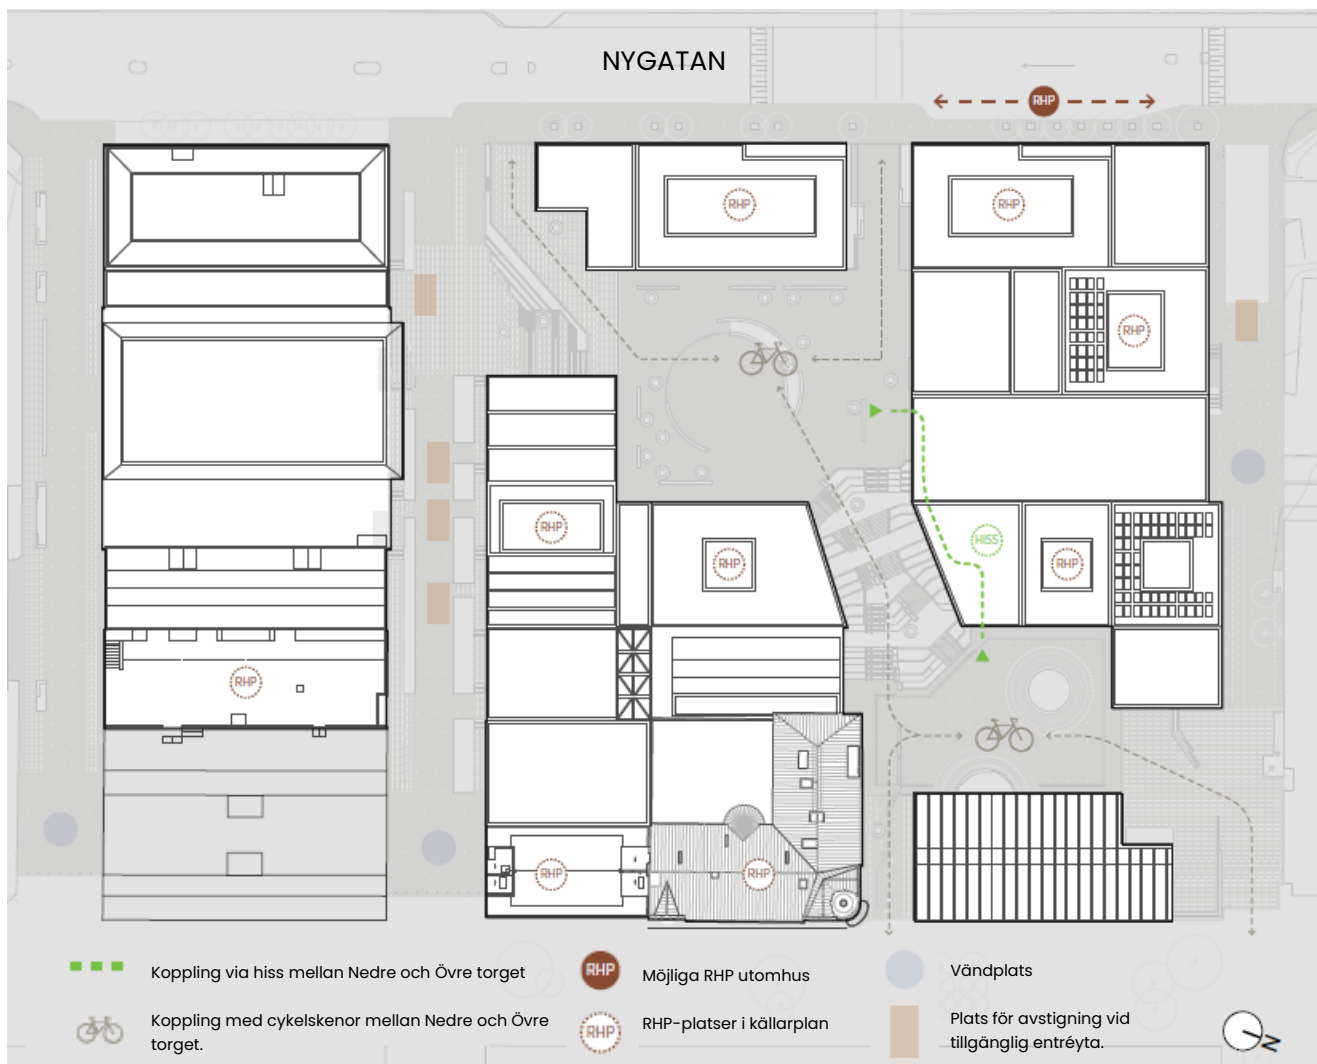 NYGATAN
RHP
RHP
RHP
RHP
HISS
RHP
RHP
RHP
RHP
RHP
RHP
Koppling via hiss mellan Nedre och Övre torget
RHP
Möjliga RHP utomhus
Vändplats
Koppling med cykelskenor mellan Nedre och Övre
torget.
RHP
RHP-platser i källarplan
Plats för avstigning vid
tillgänglig entréyta.
N